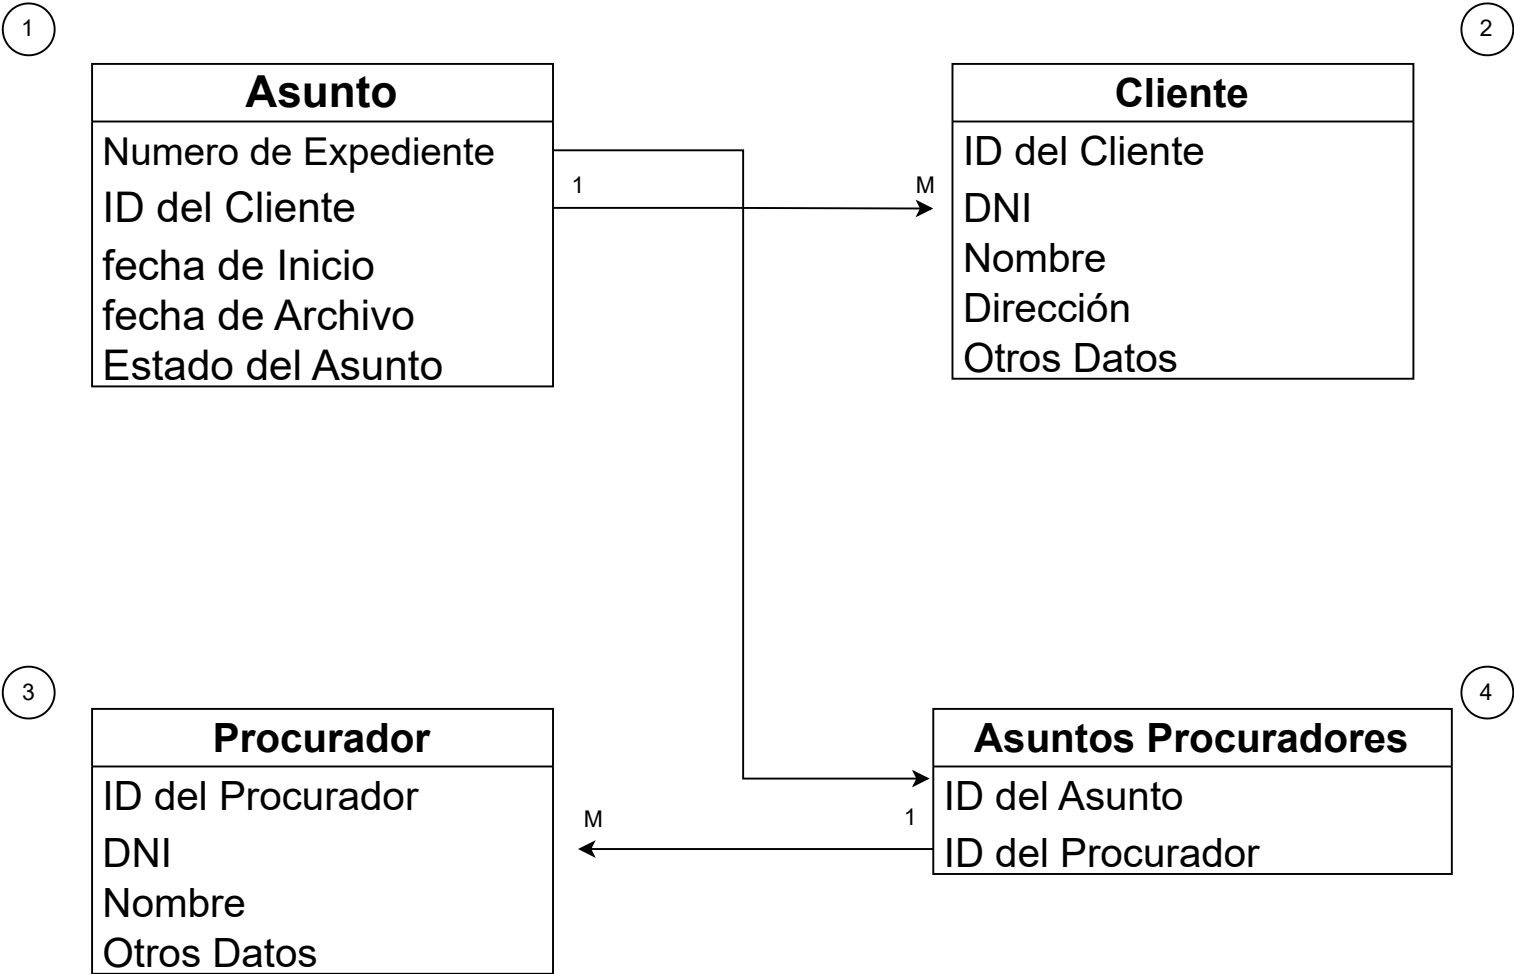 1
Asunto
Numero de Expediente
ID del Cliente
fecha de Inicio
fecha de Archivo
Estado del Asunto
1
M
2
Cliente
ID del Cliente
DNI
Nombre
Dirección
Otros Datos
3
Procurador
ID del Procurador
DNI
Nombre
Otros Datos
M
1
4
Asuntos Procuradores
ID del Asunto
ID del Procurador